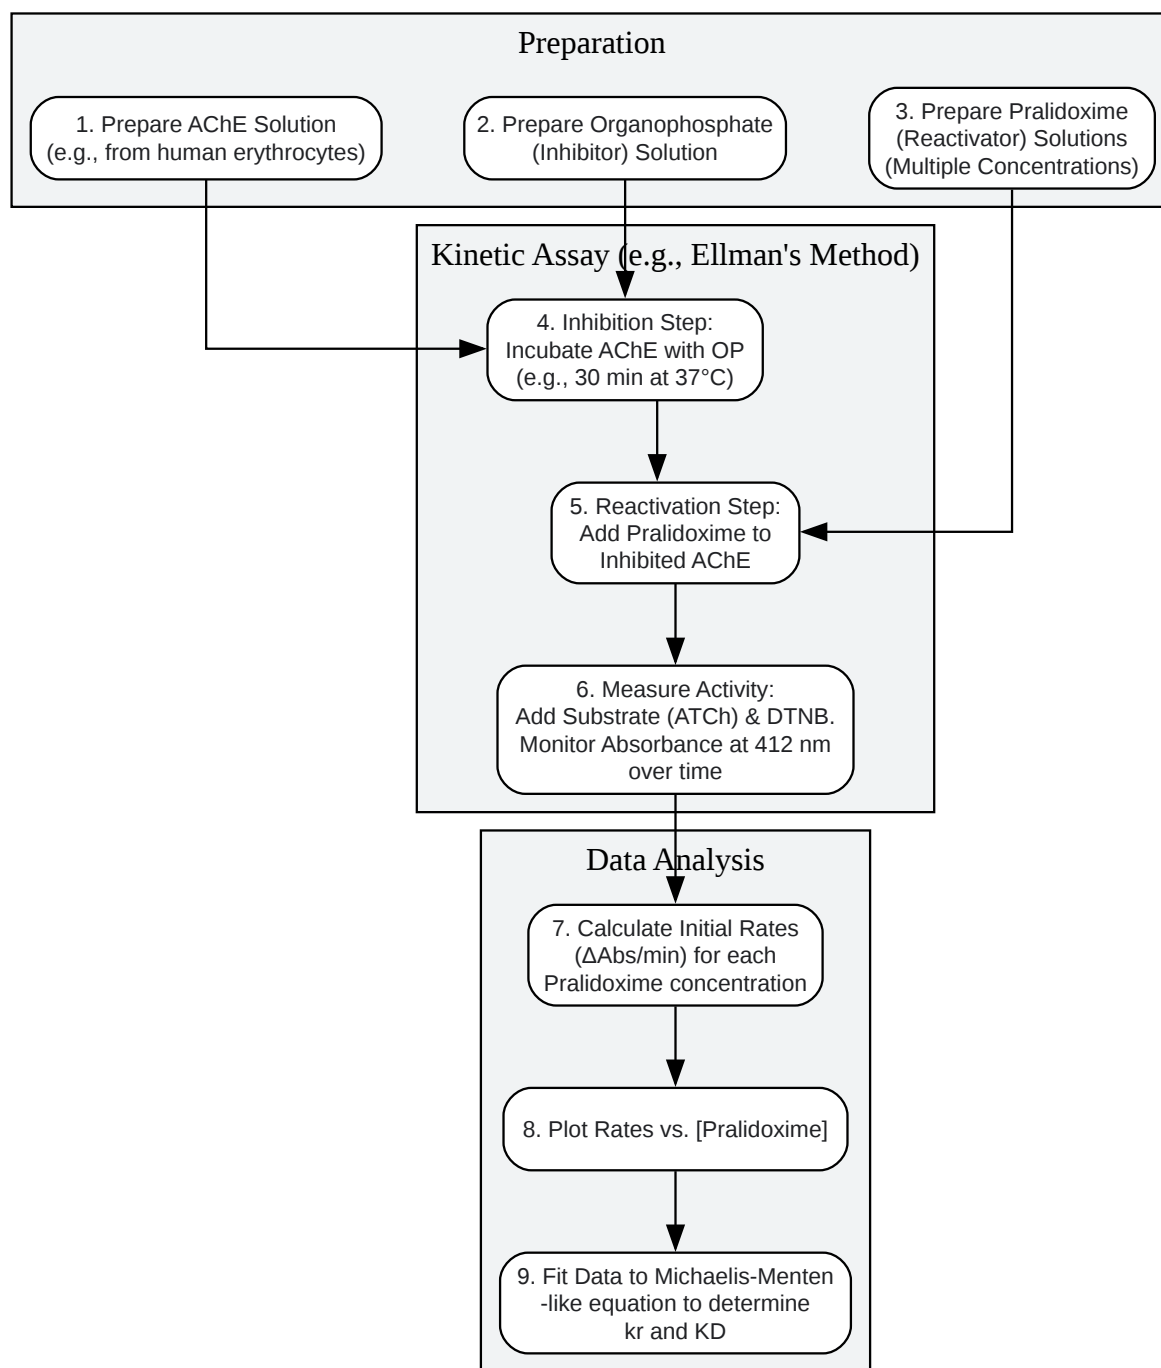 Preparation
1. Prepare AChE Solution
(e.g., from human erythrocytes)
2. Prepare Organophosphate
(Inhibitor) Solution
3. Prepare Pralidoxime
(Reactivator) Solutions
(Multiple Concentrations)
Kinetic Assay (e.g., Ellman's Method)
4. Inhibition Step:
Incubate AChE with OP
(e.g., 30 min at 37°C)
5. Reactivation Step:
Add Pralidoxime to
Inhibited AChE
6. Measure Activity:
Add Substrate (ATCh) & DTNB.
Monitor Absorbance at 412 nm
over time
Data Analysis
7. Calculate Initial Rates
(ΔAbs/min) for each
Pralidoxime concentration
8. Plot Rates vs. [Pralidoxime]
9. Fit Data to Michaelis-Menten
-like equation to determine
kr and KD